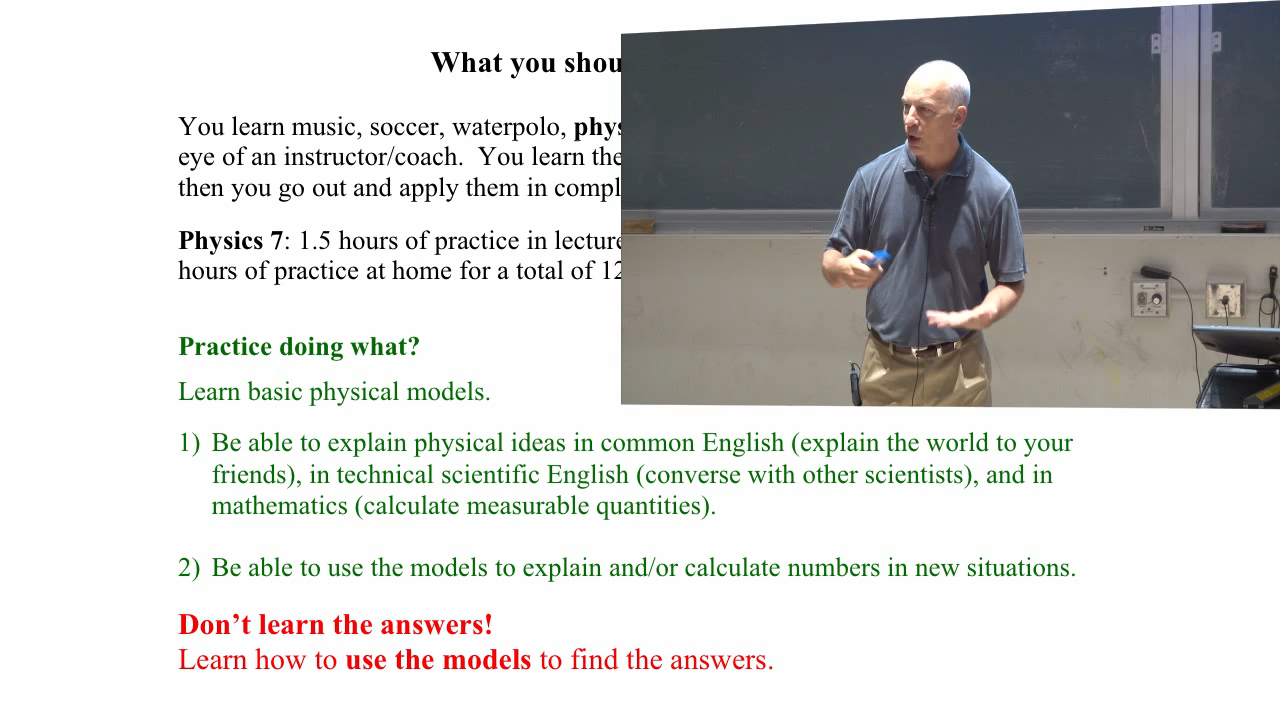 What you shou
You learn music, soccer, waterpolo, phys
eye of an instructor/coach. You learn the
then you go out and apply them in compl
Physics 7: 1.5 hours of practice in lecture
hours of practice at home for a total of 12
Practice doing what?
Learn basic physical models.
1) Be able to explain physical ideas in common English (explain the world to your
friends), in technical scientific English (converse with other scientists), and in
mathematics (calculate measurable quantities).
2) Be able to use the models to explain and/or calculate numbers in new situations.
Don’t learn the answers!
Learn how to use the models to find the answers.